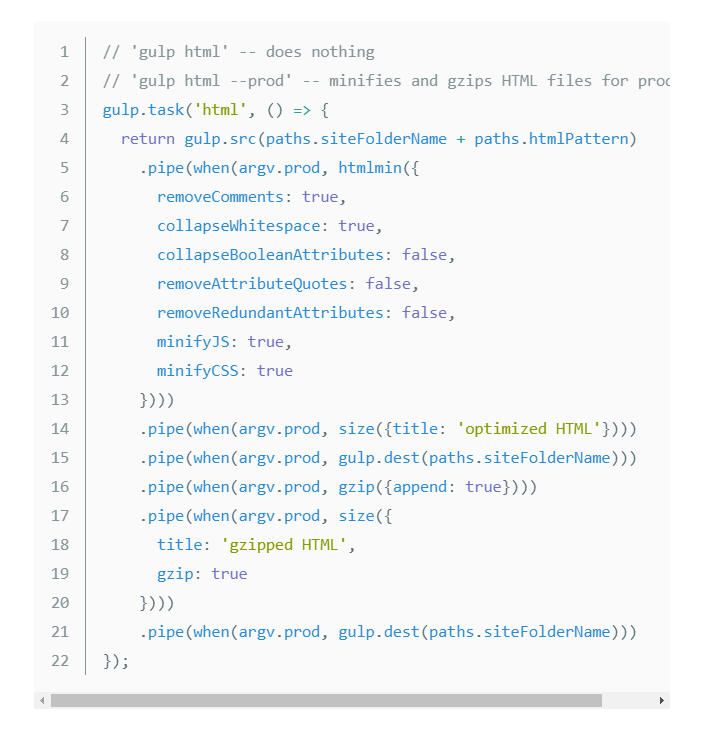 1 // 'gulp html' -- does nothing
2 // 'gulp html --prod' -- minifies and gzips HTML files for
3 gulp.task('html', () => {
4 return gulp.src(paths.siteFolderName + paths.htmlPattern)
5 .pipe(when(argv.prod, htmlmin({
6 removeComments: true,
7 collapseWhitespace: true,
8 collapseBooleanAttributes: false,
9 removeAttributeQuotes: false,
10 removeRedundantAttributes: false,
11 minifyJS: true,
12 minifyCSS: true
13 })))
14 .pipe(when(argv.prod, size({title: 'optimized HTML'})))
15 .pipe(when(argv.prod, gulp.dest(paths.siteFolderName)))
16 .pipe(when(argv.prod, gzip({append: true})))
17 .pipe(when(argv.prod, size({
18 title: 'gzipped HTML',
19 gzip: true
20 })))
21 .pipe(when(argv.prod, gulp.dest(paths.siteFolderName)))
22 });